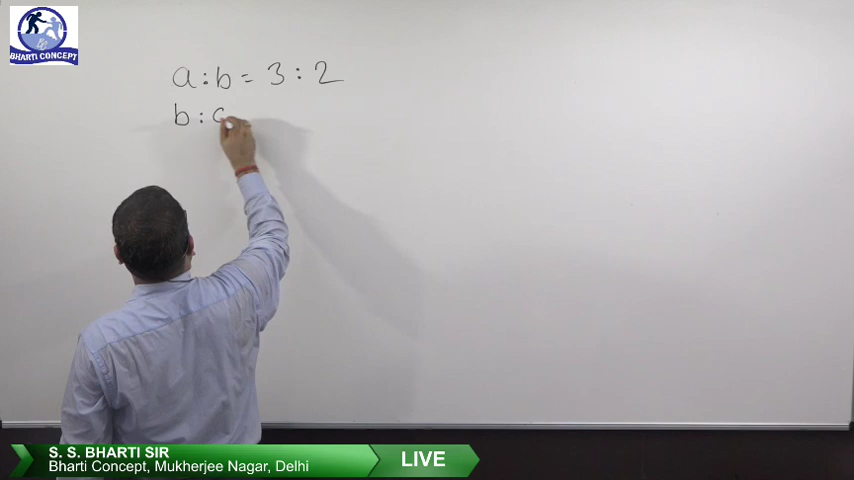 BHARTI CONCEPT
a:b = 3:2
b:c
S. S. BHARTI SIR
Bharti Concept, Mukherjee Nagar, Delhi
LIVE